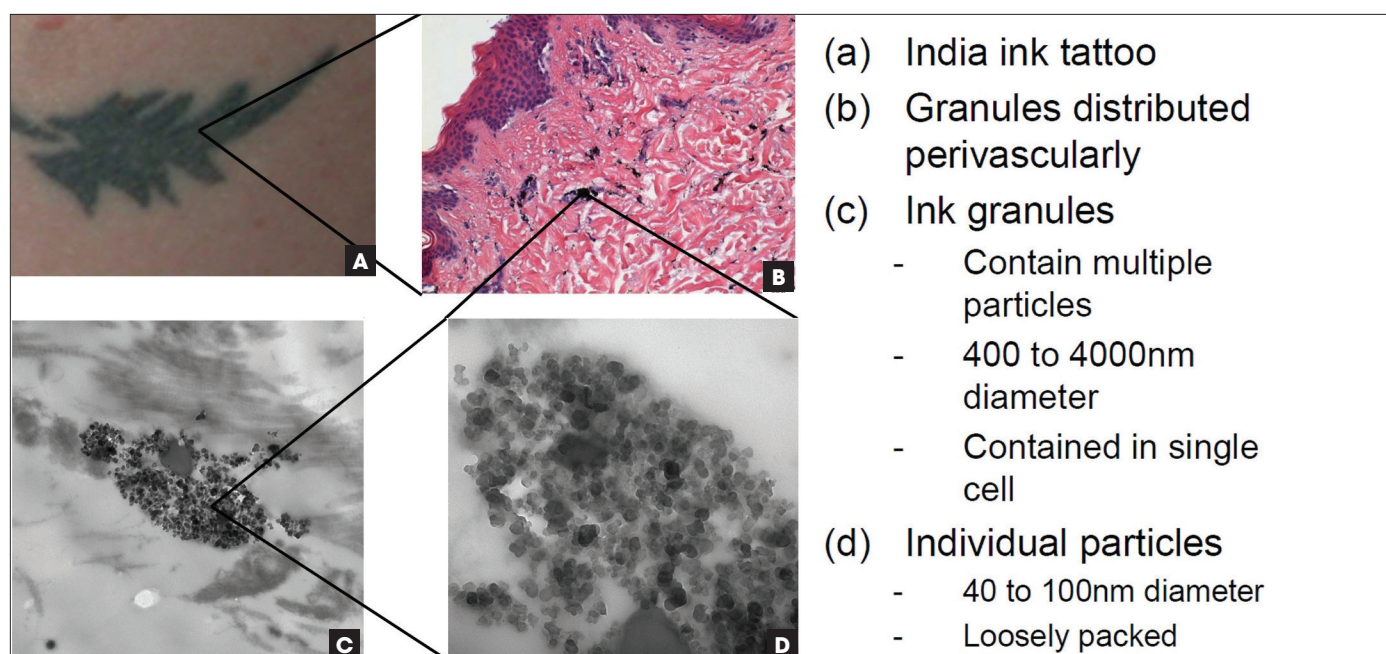 A
B
C
D
(a) India ink tattoo
(b) Granules distributed
perivascularly
(c) Ink granules
- Contain multiple
particles
- 400 to 4000nm
diameter
- Contained in single
cell
(d) Individual particles
- 40 to 100nm diameter
- Loosely packed